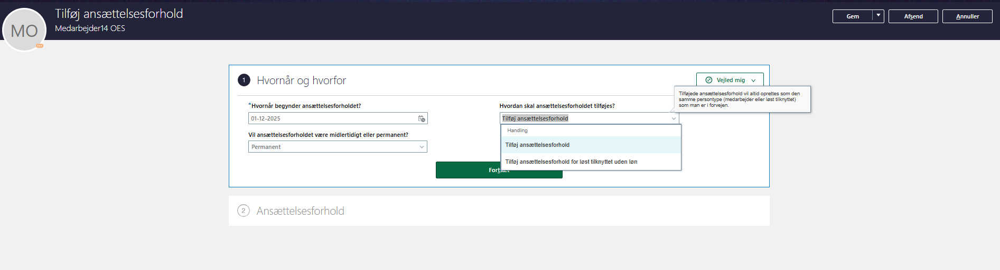 MO
Tilføj ansættelsesforhold
Medarbejder14 OES
Gem
Afsend
Annuller
1
Hvornår og hvorfor
Vejled mig
Tilføjede ansættelsesforhold vil altid oprettes som den
samme persontype (medarbejder eller løst tilknyttet)
som man er i forvejen.
*Hvornår begynder ansættelsesforholdet?
01-12-2025
Hvordan skal ansættelsesforholdet tilføjes?
Tilføj ansættelsesforhold
Handling
Tilføj ansættelsesforhold
Tilføj ansættelsesforhold for løst tilknyttet uden løn
Vil ansættelsesforholdet være midlertidigt eller permanent?
Permanent
Fortsæt
2
Ansættelsesforhold